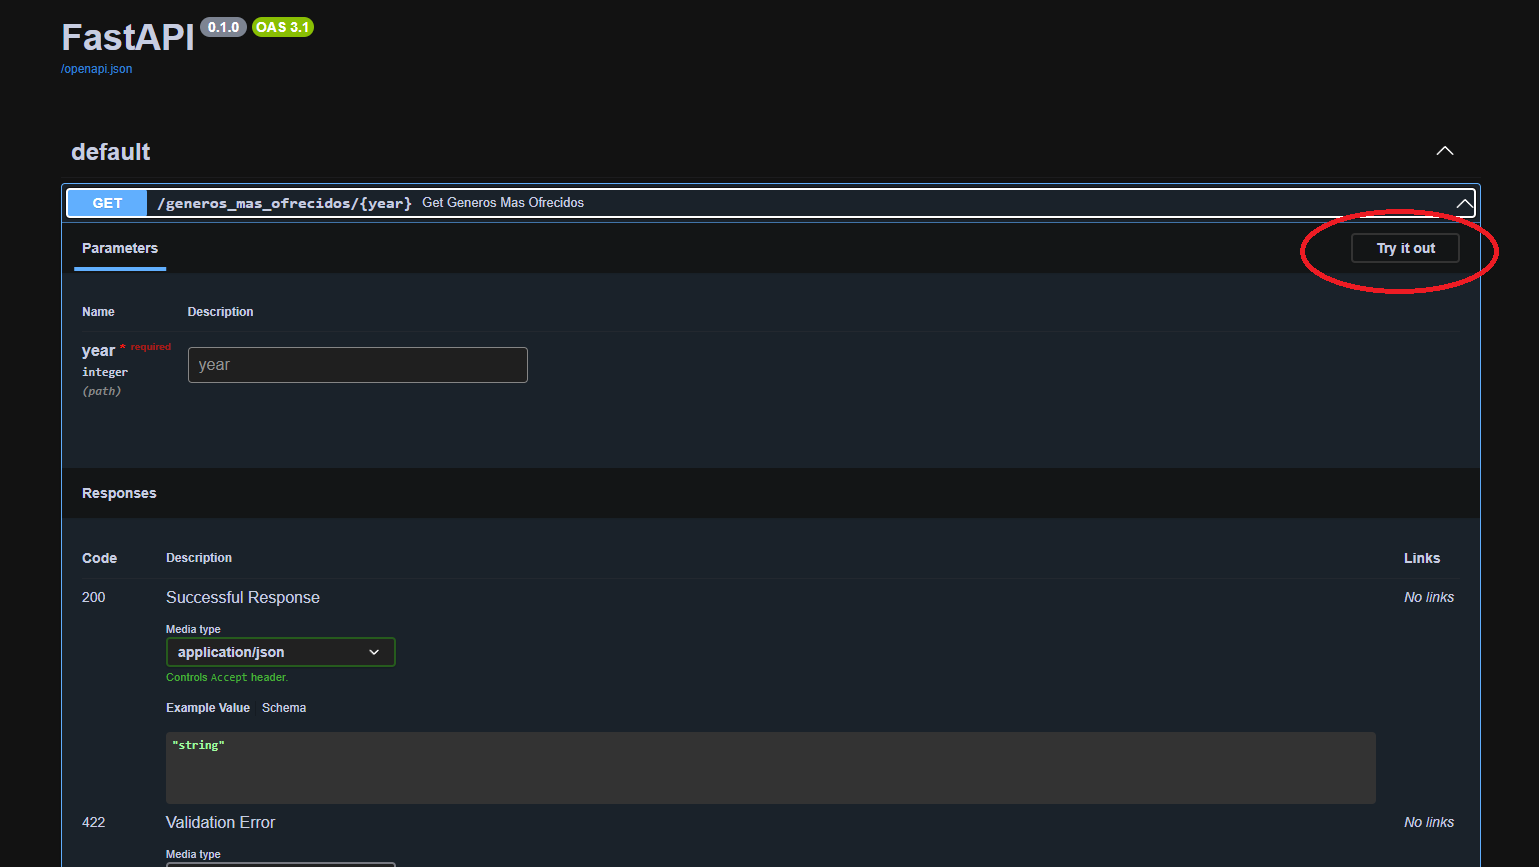 FastAPI 0.1.0 OAS 3.1
/openapi.json
default
GET /generos_mas_ofrecidos/{year} Get Generos Mas Ofrecidos
Parameters
Try it out
Name Description
year * required
integer
(path)
year
Responses
Code Description Links
200 Successful Response No links
Media type
application/json
Controls Accept header.
Example Value Schema
"string"
422 Validation Error No links
Media type